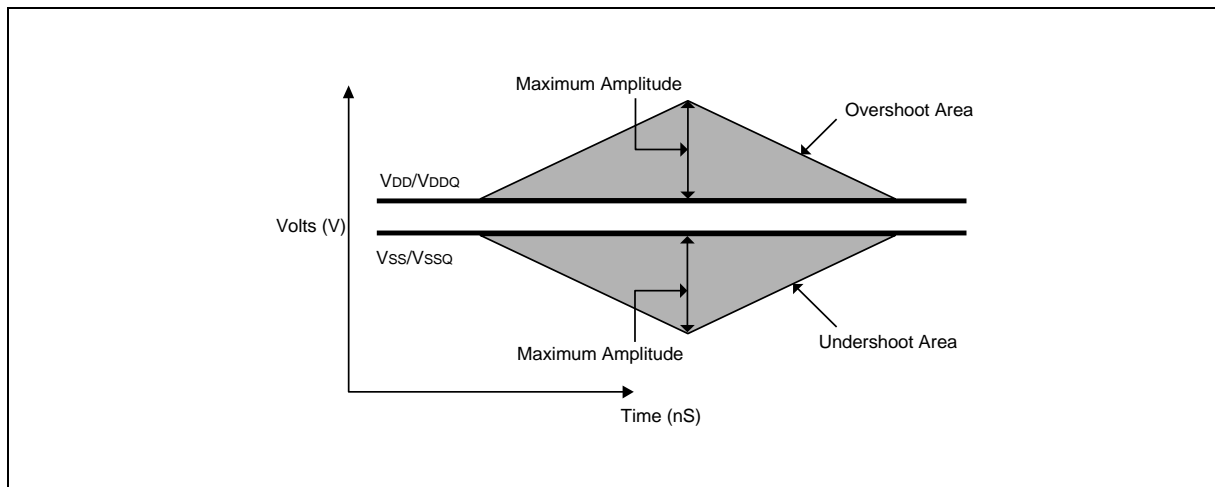 Maximum Amplitude
Overshoot Area
VDD/VDDQ
Volts (V)
VSS/VSSQ
Maximum Amplitude
Undershoot Area
Time (nS)